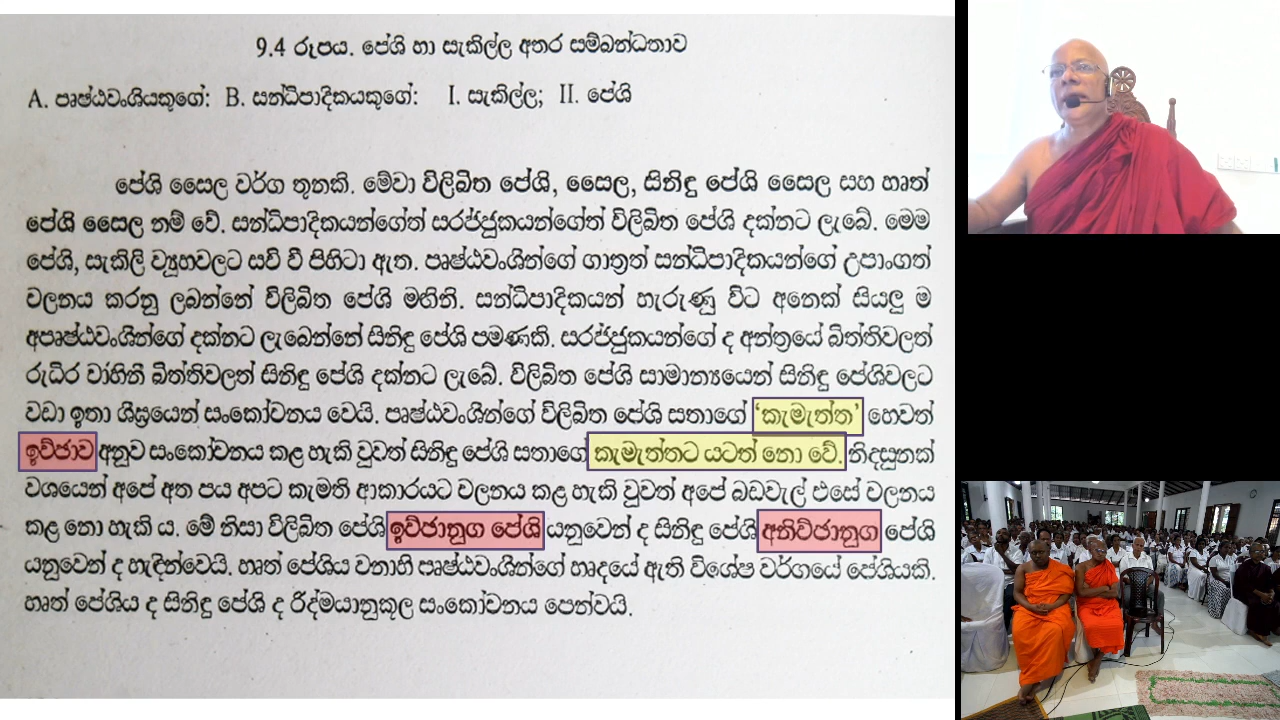 9.4 රූපය. පේශි හා සැකිල්ල අතර සම්බන්ධතාව
A. පෘෂ්ඨවංශියකුගේ: B. සන්ධිපාදිකයකුගේ: I. සැකිල්ල; II. පේශි
පේශි සෛල වර්ග තුනකි. මේවා විලිඛිත පේශි, සෛල, සිනිඳු පේශි සෛල සහ හෘත්
පේශි සෛල නම් වේ. සන්ධිපාදිකයන්ගේත් සරඡ්ජුකයන්ගේත් විලිඛිත පේශි දක්නට ලැබේ. මෙම
පේශි, සැකිලි ව්‍යූහවලට සවි වී පිහිටා ඇත. පෘෂ්ඨවංශීන්ගේ ගාත්‍රත් සන්ධිපාදිකයන්ගේ උපාංගත්
චලනය කරනු ලබන්නේ විලිඛිත පේශි මඟිනි. සන්ධිපාදිකයන් හැරුණු විට අනෙක් සියලු ම
අපෘෂ්ඨවංශීන්ගේ දක්නට ලැබෙන්නේ සිනිඳු පේශි පමණකි. සරඡ්ජුකයන්ගේ ද අන්ත්‍රයේ බිත්තිවලත්
රුධිර වාහිනී බිත්තිවලත් සිනිඳු පේශි දක්නට ලැබේ. විලිඛිත පේශි සාමාන්‍යයෙන් සිනිඳු පේශිවලට
වඩා ඉතා ශීඝ්‍රයෙන් සංකෝචනය වෙයි. පෘෂ්ඨවංශීන්ගේ විලිඛිත පේශි සතාගේ ‘කැමැත්ත’ හෙවත්
ඉච්ඡාව අනුව සංකෝචනය කළ හැකි වුවත් සිනිඳු පේශි සතාගේ කැමැත්තට යටත් නො වේ. නිදසුනක්
වශයෙන් අපේ අත පය අපට කැමති ආකාරයට චලනය කළ හැකි වුවත් අපේ බඩවැල් එසේ චලනය
කළ නො හැකි ය. මේ නිසා විලිඛිත පේශි ඉච්ඡානුග පේශි යනුවෙන් ද සිනිඳු පේශි අනිච්ඡානුග පේශි
යනුවෙන් ද හැඳින්වෙයි. හෘත් පේශිය වනාහි පෘෂ්ඨවංශීන්ගේ හෘදයේ ඇති විශේෂ වර්ගයේ පේශියකි.
හෘත් පේශිය ද සිනිඳු පේශි ද රිද්මයානුකූල සංකෝචනය පෙන්වයි.